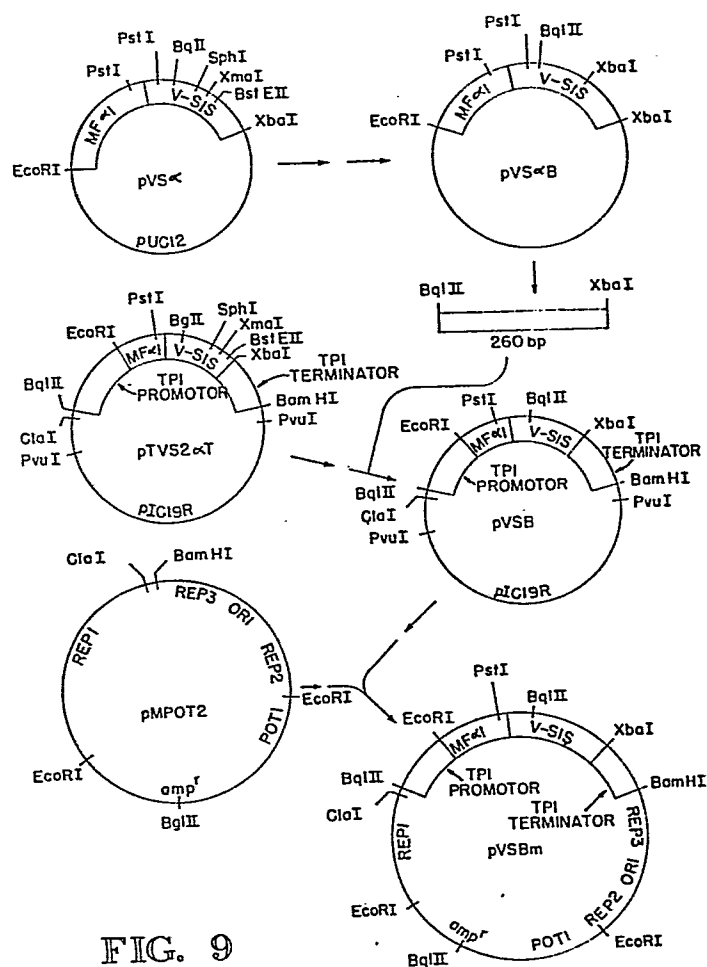 PstI
PstI
BqII
SphI
XmaI
BstEII
XbaI
MFα1
V-SIS
EcoRI
pVSα
pUC12
PstI
PstI
BqlII
XbaI
XbaI
MFα1
V-SIS
EcoRI
pVSαB
BqlII
XbaI
260 bp
PstI
BgII
SphI
XmaI
BstEII
XbaI
EcoRI
MFα1
V-SIS
TPI
TERMINATOR
BqlII
TPI
PROMOTOR
BamHI
ClaI
PvuI
PvuI
pTVS2αT
pIC19R
PstI
BqlII
XbaI
EcoRI
MFα1
V-SIS
TPI
TERMINATOR
BqlII
TPI
PROMOTOR
BamHI
ClaI
PvuI
PvuI
pVSB
pIC19R
ClaI
BamHI
REP3
ORI
REP1
REP2
pMPOT2
EcoRI
POT1
EcoRI
ampr
BglII
PstI
BqlII
XbaI
EcoRI
MFα1
V-SIS
BqlII
TPI
PROMOTOR
BamHI
ClaI
TPI
TERMINATOR
REP1
pVSBm
REP3
ORI
REP2
EcoRI
ampr
POT1
EcoRI
BqlII
FIG. 9